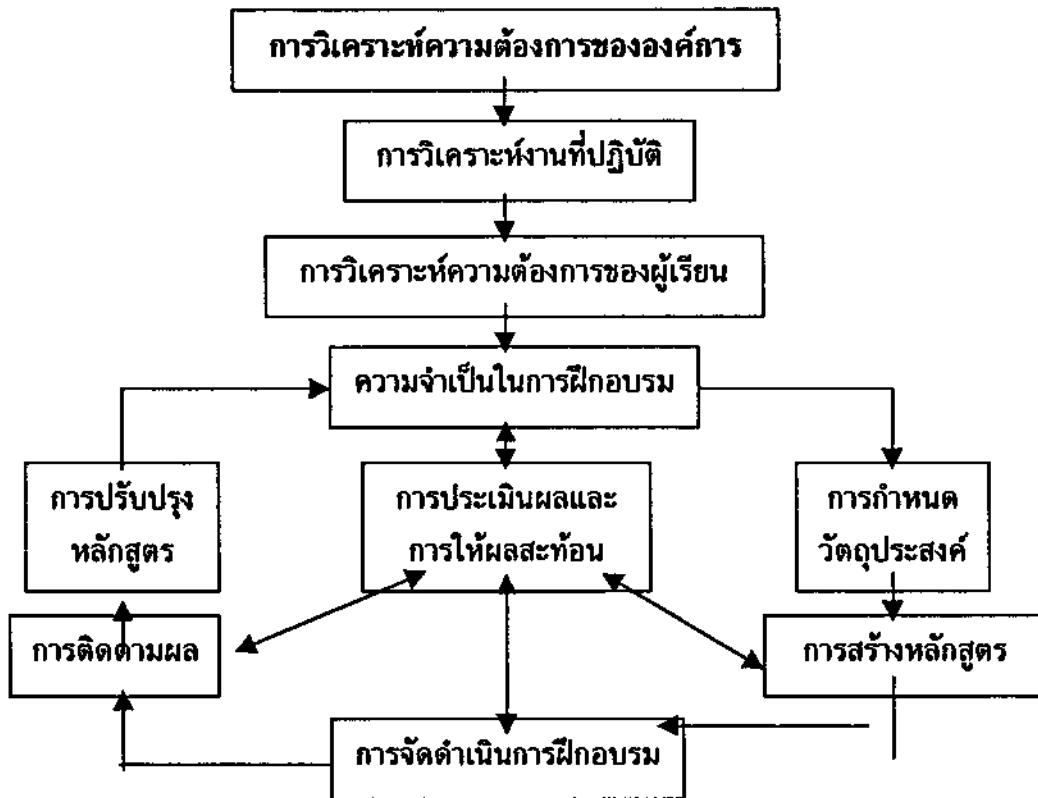 การวิเคราะห์ความต้องการขององค์การ
การวิเคราะห์งานที่ปฏิบัติ
การวิเคราะห์ความต้องการของผู้เรียน
ความจำเป็นในการฝึกอบรม
การปรับปรุง
หลักสูตร
การประเมินผลและ
การให้ผลสะท้อน
การกำหนด
วัตถุประสงค์
การติดตามผล
การสร้างหลักสูตร
การจัดดำเนินการฝึกอบรม